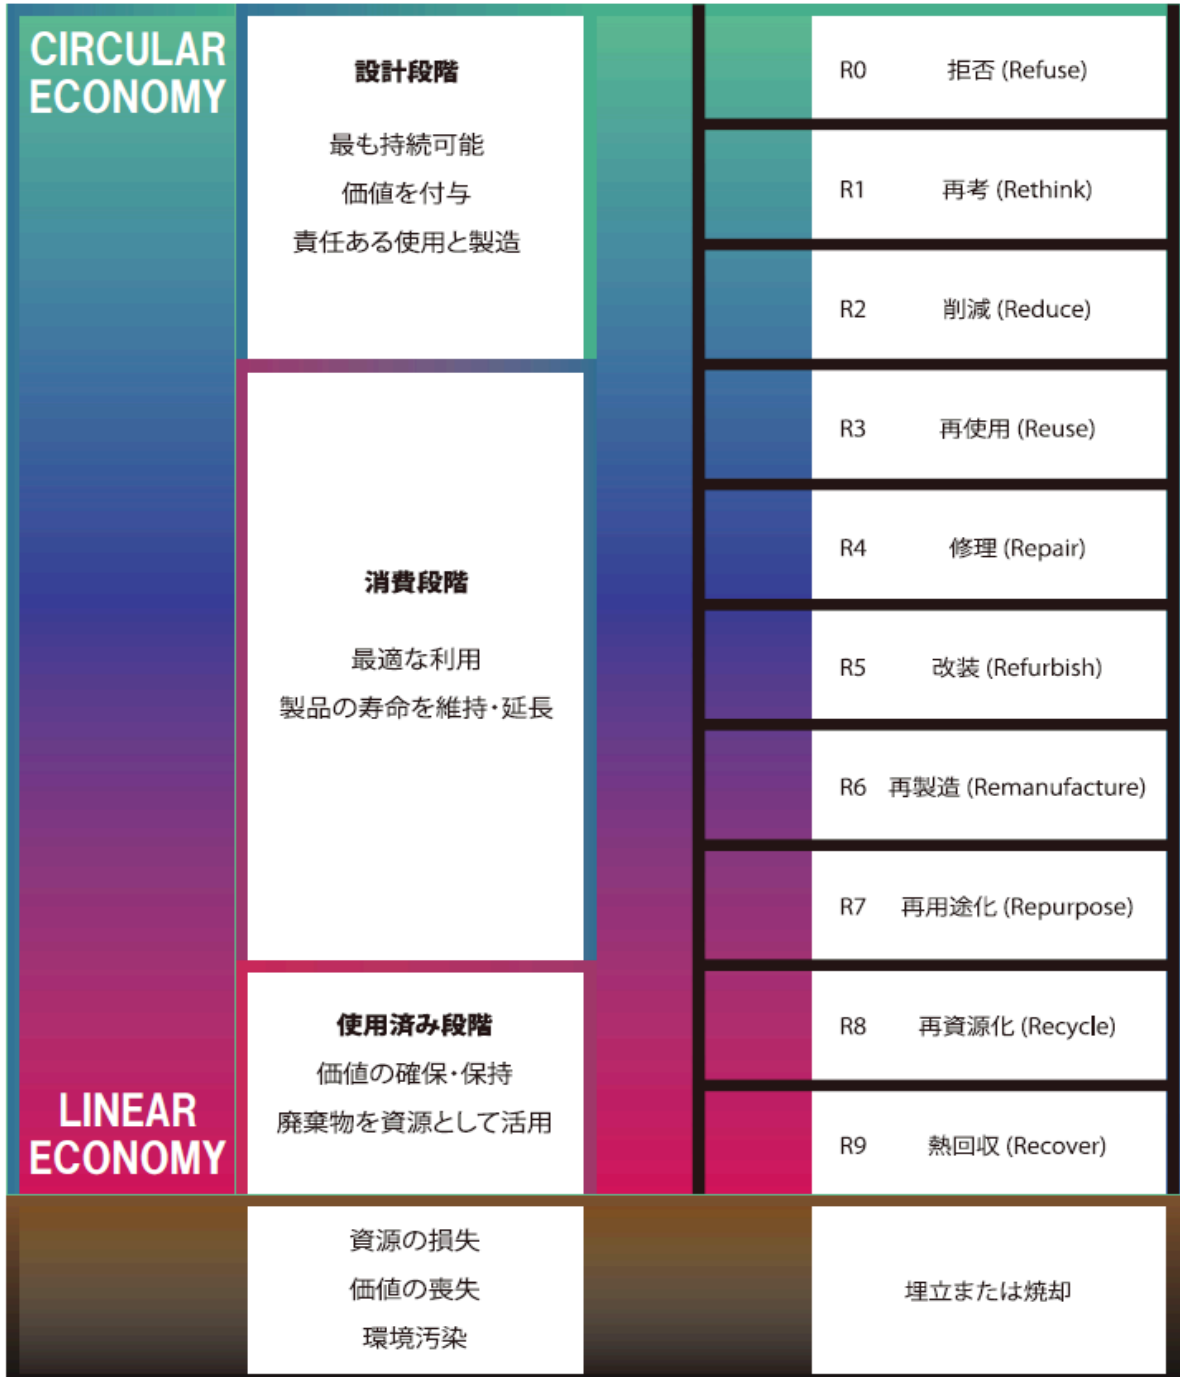 CIRCULAR
ECONOMY
設計段階
最も持続可能
価値を付与
責任ある使用と製造
R0 拒否 (Refuse)
R1 再考 (Rethink)
R2 削減 (Reduce)
消費段階
最適な利用
製品の寿命を維持・延長
R3 再使用 (Reuse)
R4 修理 (Repair)
R5 改装 (Refurbish)
R6 再製造 (Remanufacture)
R7 再用途化 (Repurpose)
LINEAR
ECONOMY
使用済み段階
価値の確保・保持
廃棄物を資源として活用
R8 再資源化 (Recycle)
R9 熱回収 (Recover)
資源の損失
価値の喪失
環境汚染
埋立または焼却